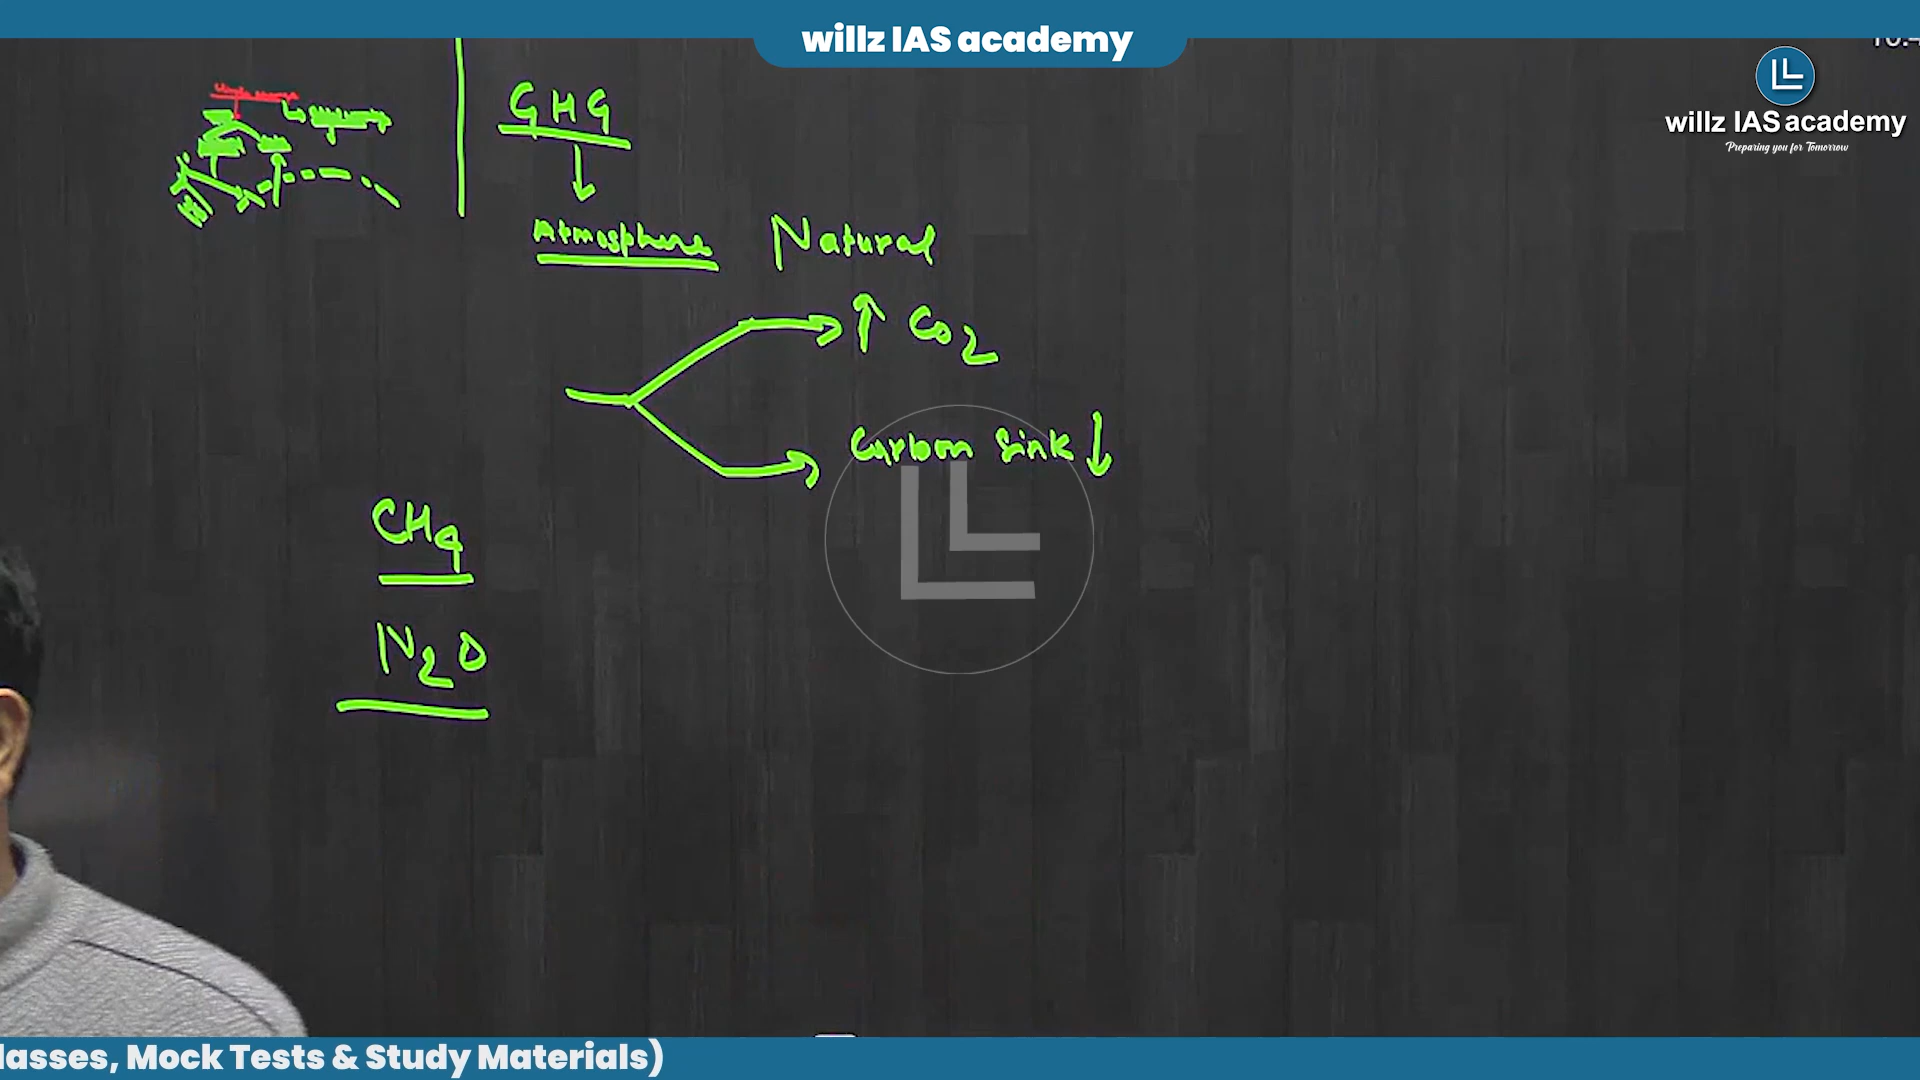 willz IAS academy
willz IAS academy
Preparing you for Tomorrow
GHG
Atmosphere Natural
↑ CO2
Carbon Sink ↓
CH4
N2O
lasses, Mock Tests & Study Materials)